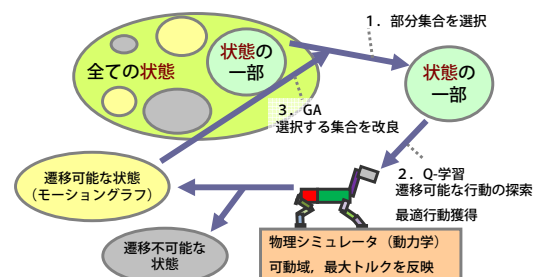 1．部分集合を選択
全ての状態
状態の
一部
状態の
一部
3．GA
選択する集合を改良
2．Q-学習
遷移可能な行動の探索
最適行動獲得
遷移可能な状態
（モーショングラフ）
遷移不可能な
状態
物理シミュレータ（動力学）
可動域，最大トルクを反映